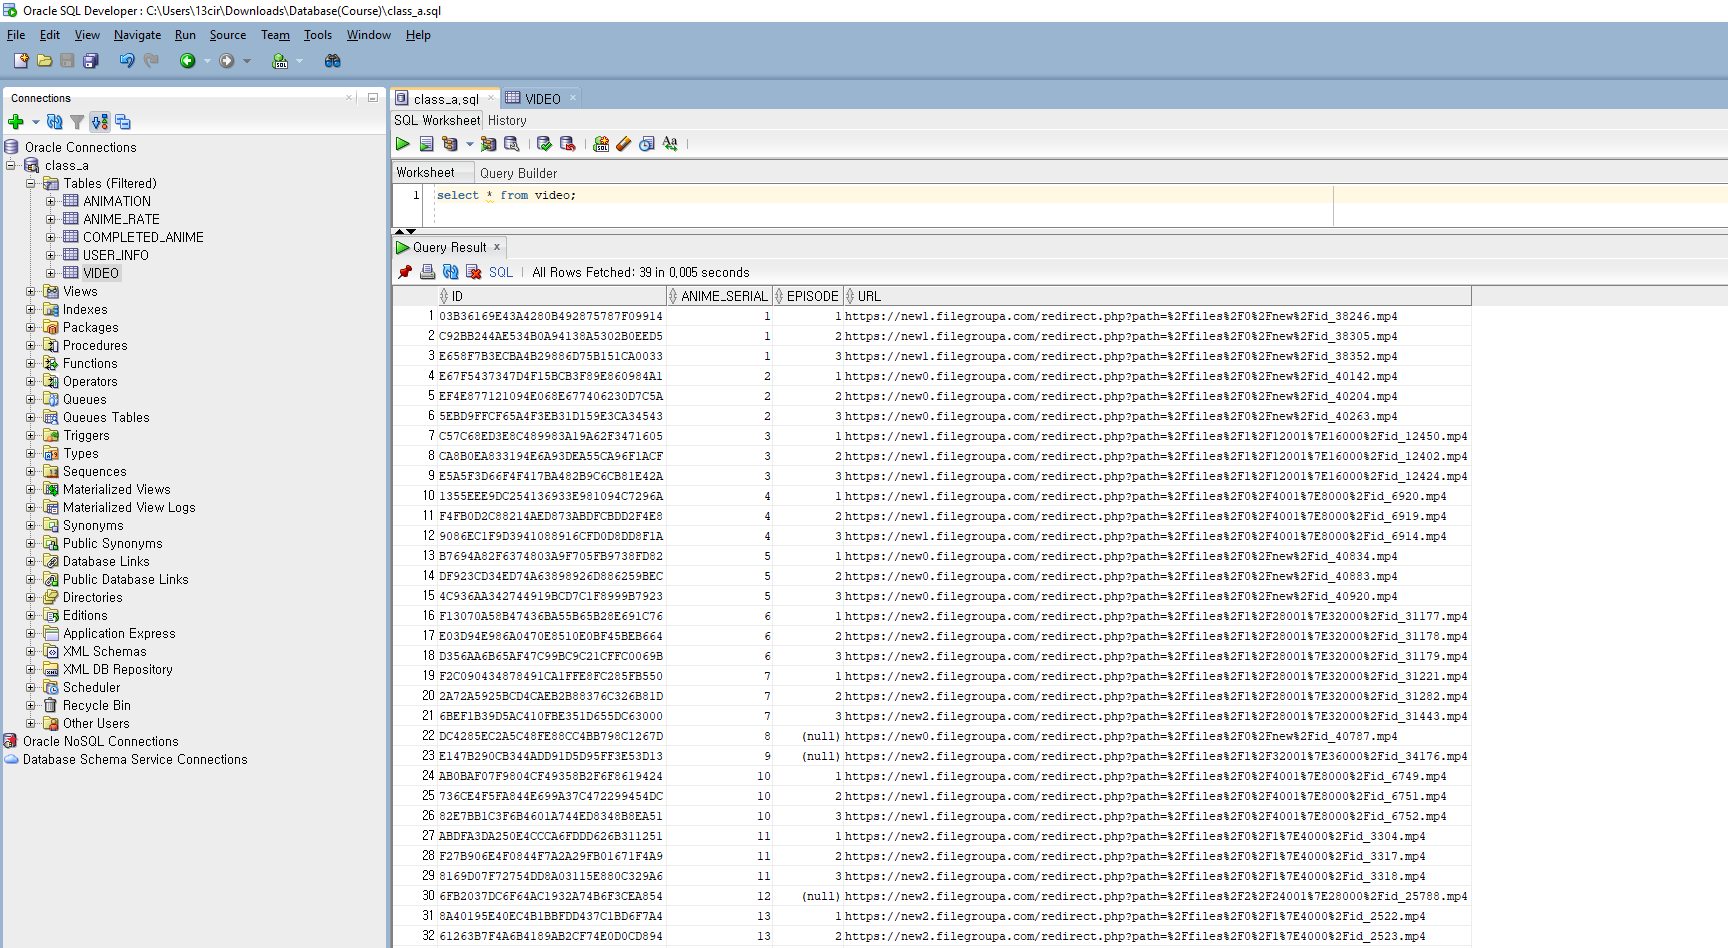 Oracle SQL Developer : C:\Users\13cir\Downloads\Database(Course)\class_a.sql
File Edit View Navigate Run Source Team Tools Window Help
Connections
Oracle Connections
class_a
Tables (Filtered)
ANIMATION
ANIME_RATE
COMPLETED_ANIME
USER_INFO
VIDEO
Views
Indexes
Packages
Procedures
Functions
Operators
Queues
Queues Tables
Triggers
Types
Sequences
Materialized Views
Materialized View Logs
Synonyms
Public Synonyms
Database Links
Public Database Links
Directories
Editions
Application Express
XML Schemas
XML DB Repository
Scheduler
Recycle Bin
Other Users
Oracle NoSQL Connections
Database Schema Service Connections
class_a.sql VIDEO
SQL Worksheet History
Worksheet Query Builder
1 select * from video;
Query Result
SQL All Rows Fetched: 39 in 0,005 seconds
ID ANIME_SERIAL EPISODE URL
1 03B36169E43A4280B492875787F09914 1 1 https://new1.filegroupa.com/redirect.php?path=%2Ffiles%2F0%2Fnew%2Fid_38246.mp4
2 C92BB244AE534B0A94138A5302B0EED5 1 2 https://new1.filegroupa.com/redirect.php?path=%2Ffiles%2F0%2Fnew%2Fid_38305.mp4
3 E658F7B3ECBA4B29886D75B151CA0033 1 3 https://new1.filegroupa.com/redirect.php?path=%2Ffiles%2F0%2Fnew%2Fid_38352.mp4
4 E67F5437347D4F15BCB3F89E860984A1 2 1 https://new0.filegroupa.com/redirect.php?path=%2Ffiles%2F0%2Fnew%2Fid_40142.mp4
5 EF4E877121094E068E677406230D7C5A 2 2 https://new0.filegroupa.com/redirect.php?path=%2Ffiles%2F0%2Fnew%2Fid_40204.mp4
6 5EBD9FFCF65A4F3EB31D159E3CA34543 2 3 https://new0.filegroupa.com/redirect.php?path=%2Ffiles%2F0%2Fnew%2Fid_40263.mp4
7 C57C68ED3E8C489983A19A62F3471605 3 1 https://new1.filegroupa.com/redirect.php?path=%2Ffiles%2F1%2F12001%7E16000%2Fid_12450.mp4
8 CA8B0EA833194E6A93DEA55CA96F1ACF 3 2 https://new1.filegroupa.com/redirect.php?path=%2Ffiles%2F1%2F12001%7E16000%2Fid_12402.mp4
9 E5A5F3D66F4F417BA482B9C6CB81E42A 3 3 https://new1.filegroupa.com/redirect.php?path=%2Ffiles%2F1%2F12001%7E16000%2Fid_12424.mp4
10 1355EEE9DC254136933E981094C7296A 4 1 https://new1.filegroupa.com/redirect.php?path=%2Ffiles%2F0%2F4001%7E8000%2Fid_6920.mp4
11 F4FB0D2C88214AED873ABDFCBDD2F4E8 4 2 https://new1.filegroupa.com/redirect.php?path=%2Ffiles%2F0%2F4001%7E8000%2Fid_6919.mp4
12 9086EC1F9D3941088916CFD0D8DD8F1A 4 3 https://new1.filegroupa.com/redirect.php?path=%2Ffiles%2F0%2F4001%7E8000%2Fid_6914.mp4
13 B7694A82F6374803A9F705FB9738FD82 5 1 https://new0.filegroupa.com/redirect.php?path=%2Ffiles%2F0%2Fnew%2Fid_40834.mp4
14 DF923CD34ED74A63898926D886259BEC 5 2 https://new0.filegroupa.com/redirect.php?path=%2Ffiles%2F0%2Fnew%2Fid_40883.mp4
15 4C936AA342744919BCD7C1F8999B7923 5 3 https://new0.filegroupa.com/redirect.php?path=%2Ffiles%2F0%2Fnew%2Fid_40920.mp4
16 F13070A58B47436BA55B65B28E691C76 6 1 https://new2.filegroupa.com/redirect.php?path=%2Ffiles%2F1%2F28001%7E32000%2Fid_31177.mp4
17 E03D94E986A0470E8510E0BF45BEB664 6 2 https://new2.filegroupa.com/redirect.php?path=%2Ffiles%2F1%2F28001%7E32000%2Fid_31178.mp4
18 D356AA6B65AF47C99BC9C21CFFC0069B 6 3 https://new2.filegroupa.com/redirect.php?path=%2Ffiles%2F1%2F28001%7E32000%2Fid_31179.mp4
19 F2C090434878491CA1FFE8FC285FB550 7 1 https://new2.filegroupa.com/redirect.php?path=%2Ffiles%2F1%2F28001%7E32000%2Fid_31221.mp4
20 2A72A5925BCD4CAEB2B88376C326B81D 7 2 https://new2.filegroupa.com/redirect.php?path=%2Ffiles%2F1%2F28001%7E32000%2Fid_31282.mp4
21 6BEF1B39D5AC410FBE351D655DC63000 7 3 https://new2.filegroupa.com/redirect.php?path=%2Ffiles%2F1%2F28001%7E32000%2Fid_31443.mp4
22 DC4285EC2A5C48FE88CC4BB798C1267D 8 (null) https://new0.filegroupa.com/redirect.php?path=%2Ffiles%2F0%2Fnew%2Fid_40787.mp4
23 E147B290CB344ADD91D5D95FF3E53D13 9 (null) https://new2.filegroupa.com/redirect.php?path=%2Ffiles%2F1%2F32001%7E36000%2Fid_34176.mp4
24 AB0BAF07F9804CF49358B2F6F8619424 10 1 https://new1.filegroupa.com/redirect.php?path=%2Ffiles%2F0%2F4001%7E8000%2Fid_6749.mp4
25 736CE4F5FA844E699A37C472299454DC 10 2 https://new1.filegroupa.com/redirect.php?path=%2Ffiles%2F0%2F4001%7E8000%2Fid_6751.mp4
26 82E7BB1C3F6B4601A744ED8348B8EA51 10 3 https://new1.filegroupa.com/redirect.php?path=%2Ffiles%2F0%2F4001%7E8000%2Fid_6752.mp4
27 ABDFA3DA250E4CCCA6FDDD626B311251 11 1 https://new2.filegroupa.com/redirect.php?path=%2Ffiles%2F0%2F1%7E4000%2Fid_3304.mp4
28 F27B906E4F0844F7A2A29FB01671F4A9 11 2 https://new2.filegroupa.com/redirect.php?path=%2Ffiles%2F0%2F1%7E4000%2Fid_3317.mp4
29 8169D07F72754DD8A03115E880C329A6 11 3 https://new2.filegroupa.com/redirect.php?path=%2Ffiles%2F0%2F1%7E4000%2Fid_3318.mp4
30 6FB2037DC6F64AC1932A74B6F3CEA854 12 (null) https://new2.filegroupa.com/redirect.php?path=%2Ffiles%2F2%2F24001%7E28000%2Fid_25788.mp4
31 8A40195E40EC4B1BBFDD437C1BD6F7A4 13 1 https://new2.filegroupa.com/redirect.php?path=%2Ffiles%2F0%2F1%7E4000%2Fid_2522.mp4
32 61263B7F4A6B4189AB2CF74E0D0CD894 13 2 https://new2.filegroupa.com/redirect.php?path=%2Ffiles%2F0%2F1%7E4000%2Fid_2523.mp4